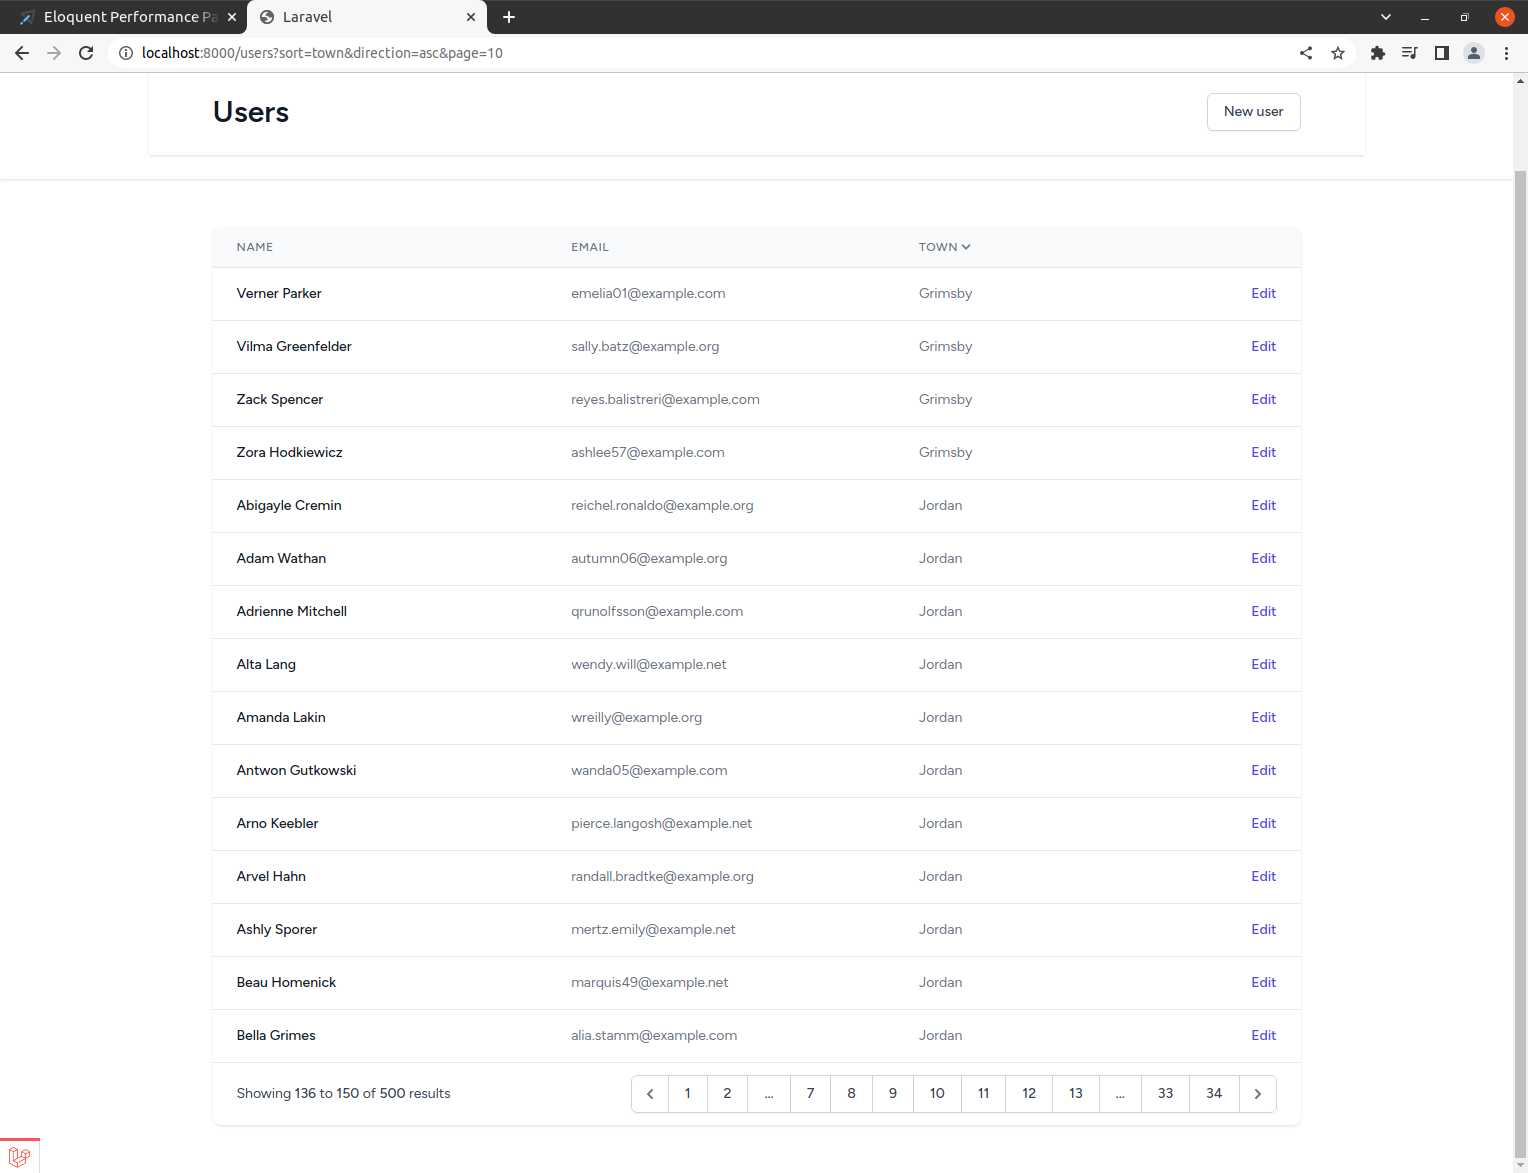 Eloquent Performance Pa
Laravel
localhost:8000/users?sort=town&direction=asc&page=10
Users
New user
NAME EMAIL TOWN
Verner Parker emelia01@example.com Grimsby Edit
Vilma Greenfelder sally.batz@example.org Grimsby Edit
Zack Spencer reyes.balistreri@example.com Grimsby Edit
Zora Hodkiewicz ashlee57@example.com Grimsby Edit
Abigayle Cremin reichel.ronaldo@example.org Jordan Edit
Adam Wathan autumn06@example.org Jordan Edit
Adrienne Mitchell qrunolfsson@example.com Jordan Edit
Alta Lang wendy.will@example.net Jordan Edit
Amanda Lakin wreilly@example.org Jordan Edit
Antwon Gutkowski wanda05@example.com Jordan Edit
Arno Keebler pierce.langosh@example.net Jordan Edit
Arvel Hahn randall.bradtke@example.org Jordan Edit
Ashly Sporer mertz.emily@example.net Jordan Edit
Beau Homenick marquis49@example.net Jordan Edit
Bella Grimes alia.stamm@example.com Jordan Edit
Showing 136 to 150 of 500 results 1 2 ... 7 8 9 10 11 12 13 ... 33 34